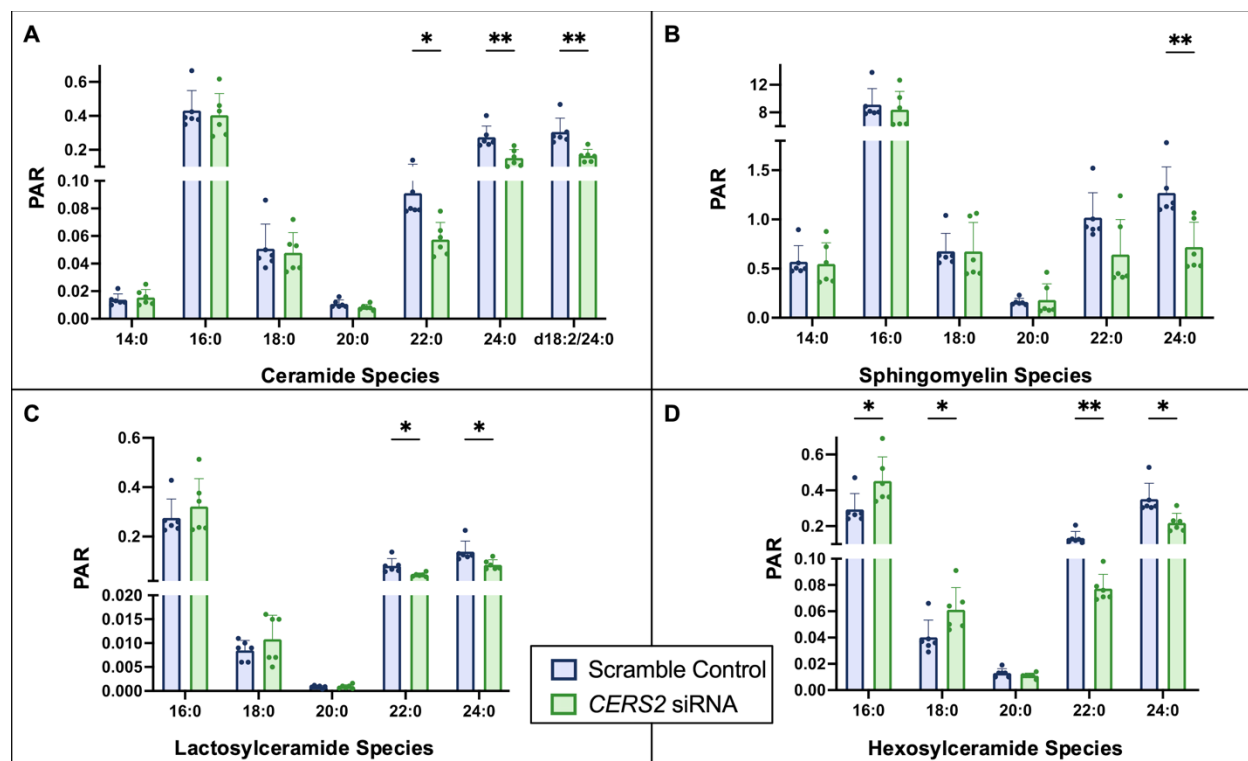 A
* ** **
PAR
0.6
0.4
0.2
0.10
0.08
0.06
0.04
0.02
0.00
14:0 16:0 18:0 20:0 22:0 24:0 d18:2/24:0
Ceramide Species
B
**
PAR
12
8
1.5
1.0
0.5
0.0
14:0 16:0 18:0 20:0 22:0 24:0
Sphingomyelin Species
C
* *
PAR
0.6
0.4
0.2
0.020
0.015
0.010
0.005
0.000
16:0 18:0 20:0 22:0 24:0
Lactosylceramide Species
D
* * ** *
PAR
0.6
0.4
0.2
0.10
0.08
0.06
0.04
0.02
0.00
16:0 18:0 20:0 22:0 24:0
Hexosylceramide Species
Scramble Control
CERS2 siRNA